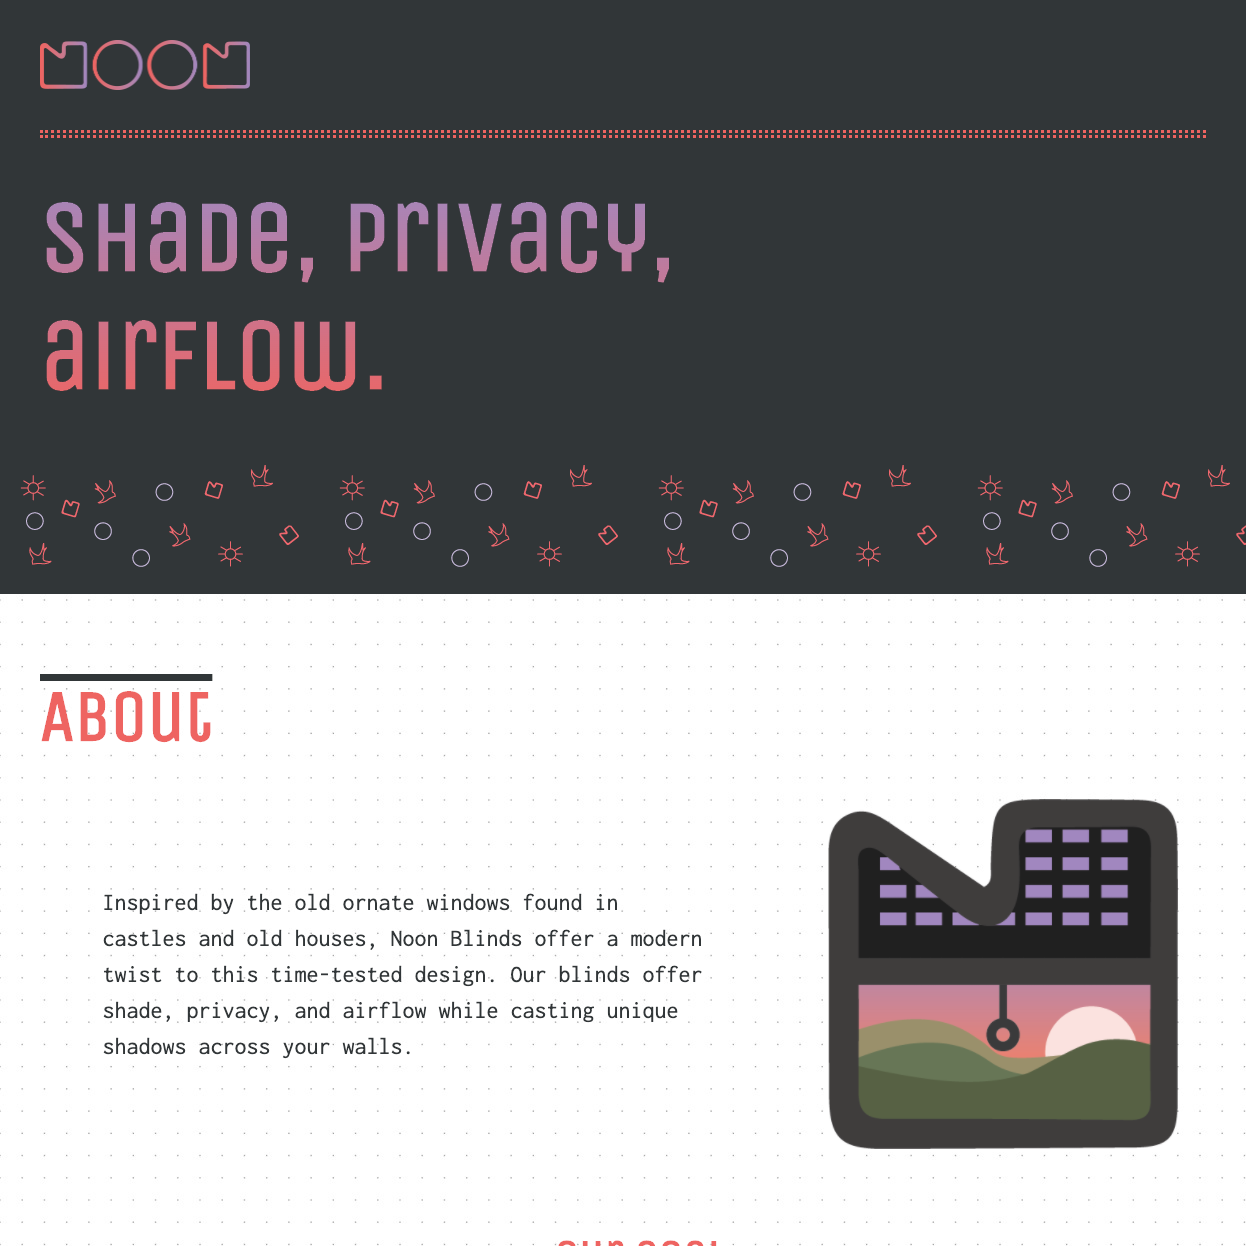 NOON
SHaDe, PrIVaCY,
aIrFLOW.
ABOut
Inspired by the old ornate windows found in
castles and old houses, Noon Blinds offer a modern
twist to this time-tested design. Our blinds offer
shade, privacy, and airflow while casting unique
shadows across your walls.